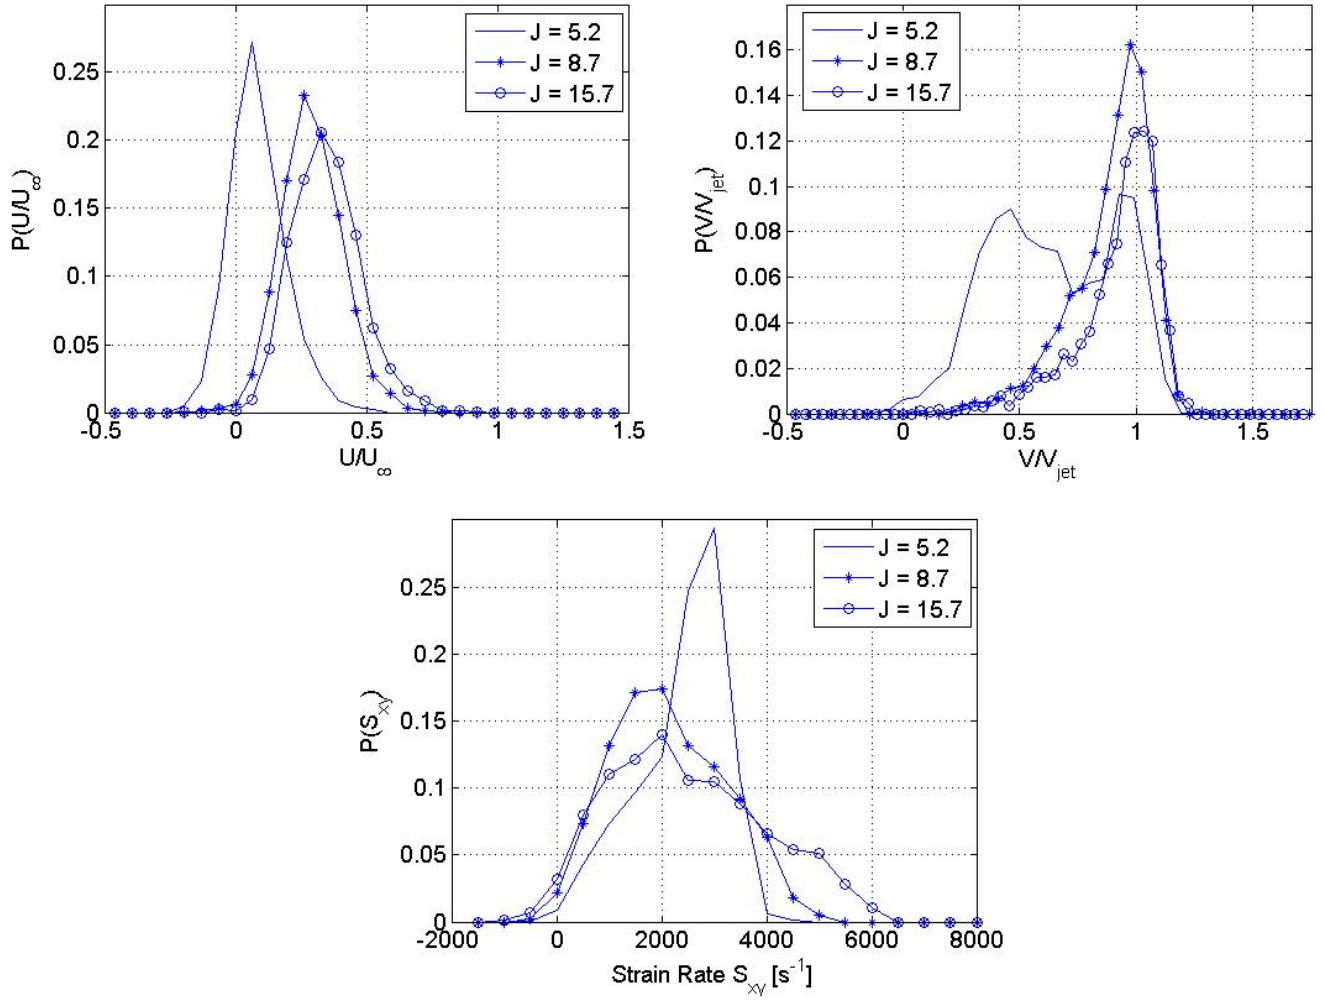 J = 5.2
J = 8.7
J = 15.7
0.25
0.2
0.15
0.1
0.05
0
-0.5 0 0.5 1 1.5
P(U/U∞)
U/U∞
J = 5.2
J = 8.7
J = 15.7
0.16
0.14
0.12
0.1
0.08
0.06
0.04
0.02
0
-0.5 0 0.5 1 1.5
P(V/Vjet)
V/Vjet
J = 5.2
J = 8.7
J = 15.7
0.25
0.2
0.15
0.1
0.05
0
-2000 0 2000 4000 6000 8000
P(Sxy)
Strain Rate Sxy [s-1]